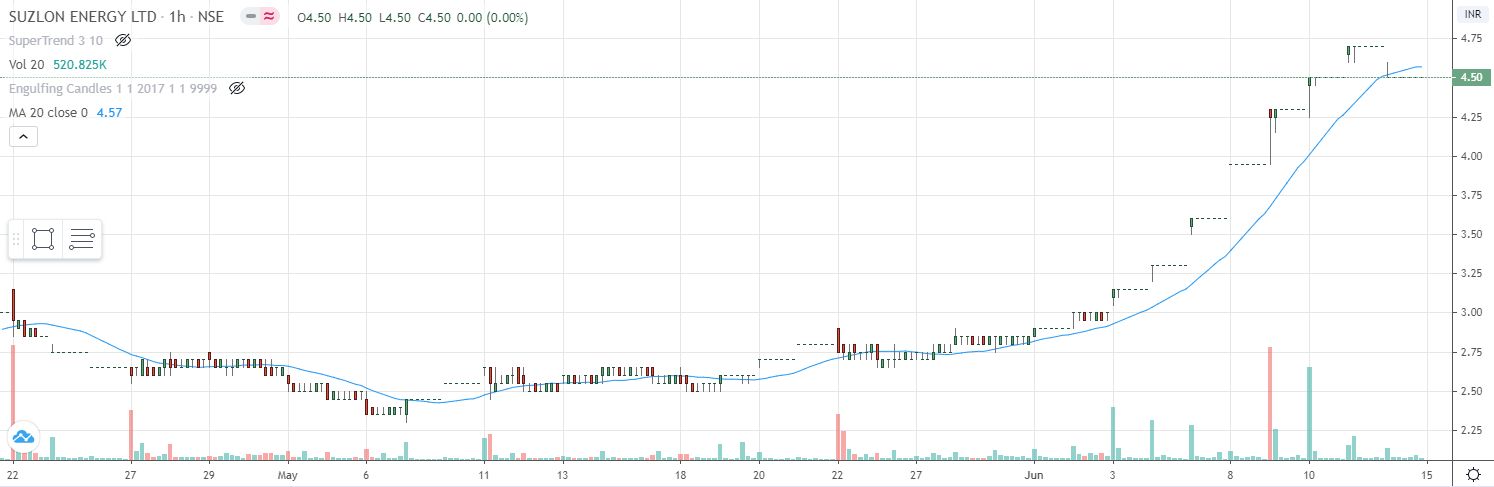 SUZLON ENERGY LTD · 1h · NSE O4.50 H4.50 L4.50 C4.50 0.00 (0.00%)
SuperTrend 3 10
Vol 20 520.825K
Engulfing Candles 1 1 2017 1 1 9999
MA 20 close 0 4.57
INR
4.75
4.50
4.25
4.00
3.75
3.50
3.25
3.00
2.75
2.50
2.25
22 27 29 May 6 11 13 18 20 22 27 Jun 3 8 10 15